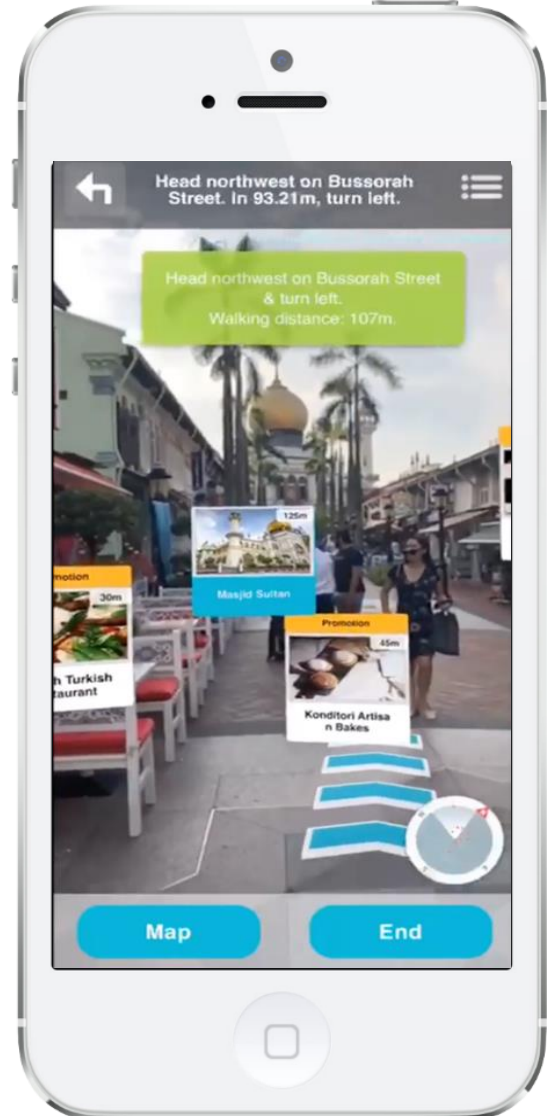 Head northwest on Bussorah
Street. In 93.21m, turn left.
Head northwest on Bussorah Street
& turn left.
Walking distance: 107m.
125m
Masjid Sultan
motion
30m
h Turkish
taurant
Promotion
45m
Konditori Artisa
n Bakes
Map
End